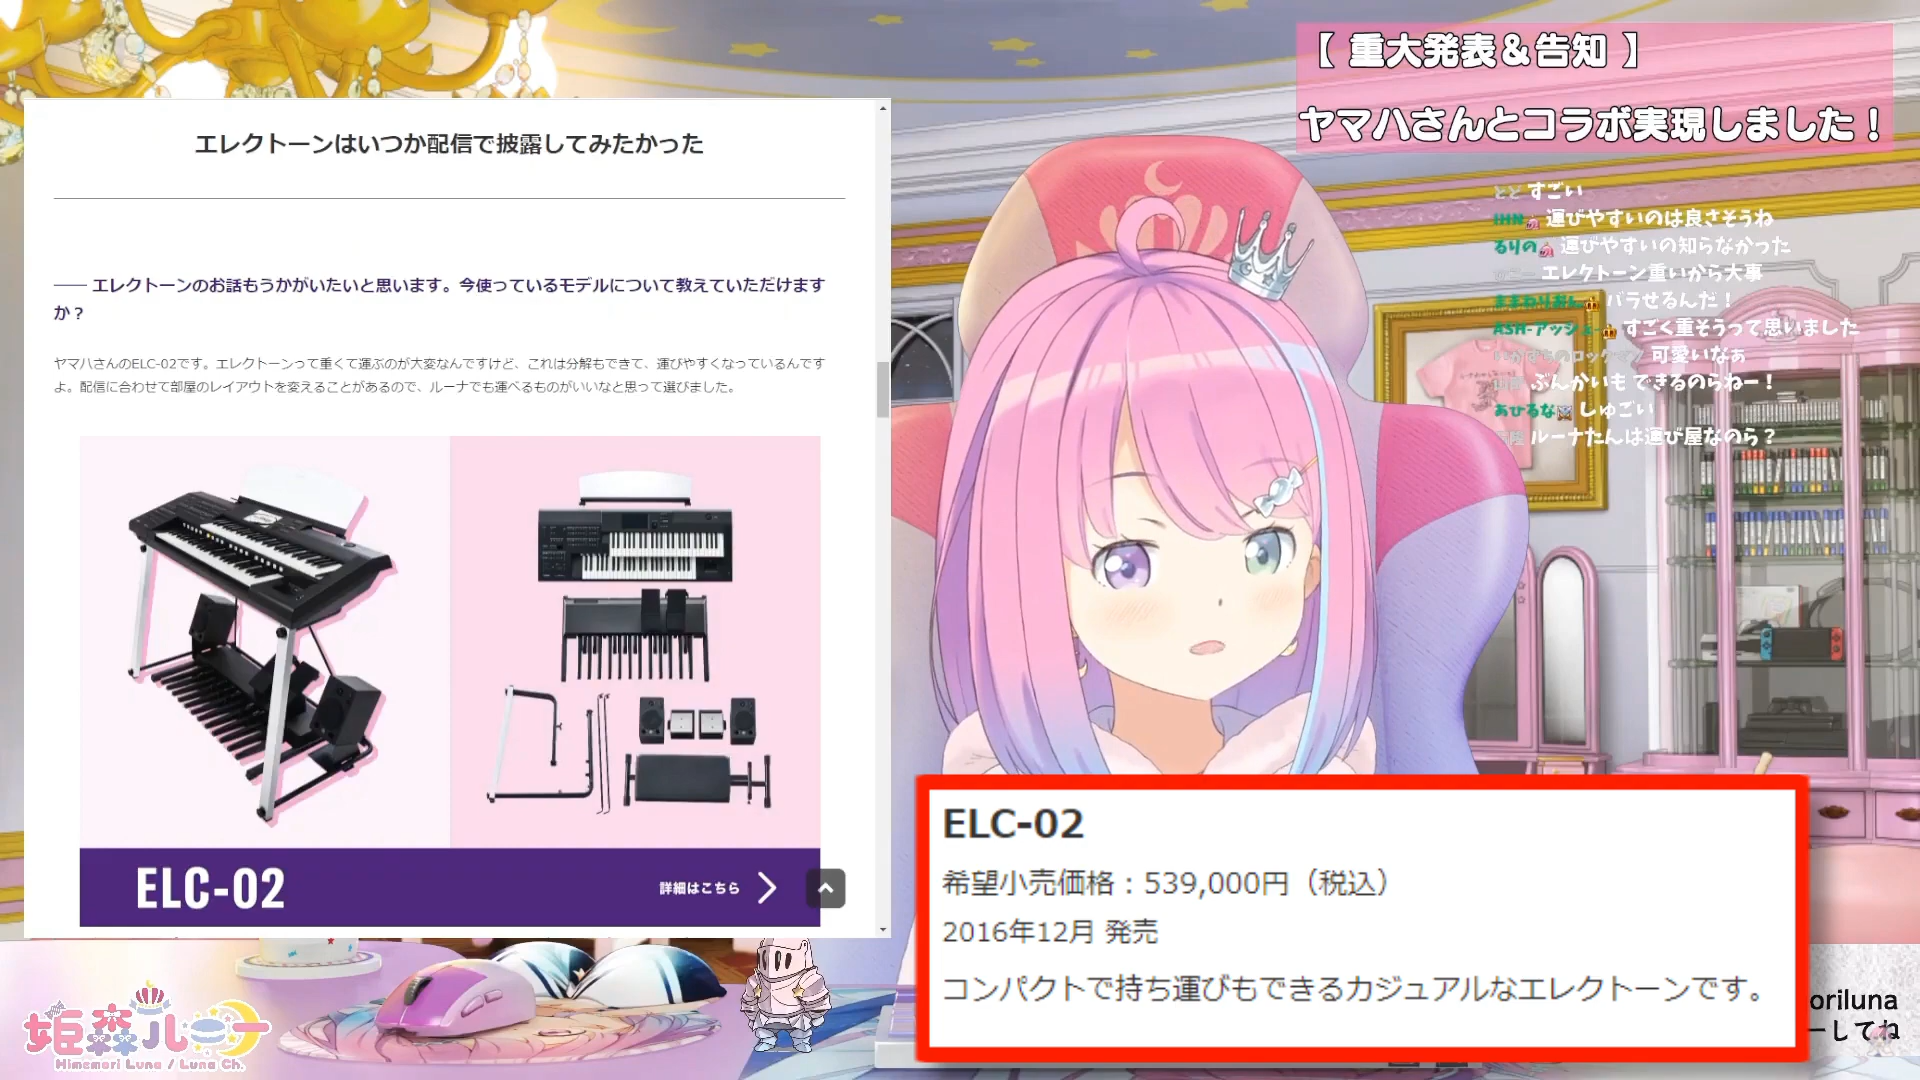 エレクトーンはいつか配信で披露してみたかった
―― エレクトーンのお話もうかがいたいと思います。今使っているモデルについて教えていただけます
か？
ヤマハさんのELC-02です。エレクトーンって重くて運ぶのが大変なんですけど、これは分解もできて、運びやすくなっているんです
よ。配信に合わせて部屋のレイアウトを変えることがあるので、ルーナでも運べるものがいいなと思って選びました。
ELC-02
詳細はこちら
【 重大発表＆告知 】
ヤマハさんとコラボ実現しました！
すごい
運びやすいのは良さそうね
るりの 運びやすいの知らなかった
エレクトーン重いから大事
バラせるんだ！
ASH-アッシュ- すごく重そうって思いました
可愛いなぁ
ぶんかいも できるのらねー！
あひるな しゅごい
ルーナたんは運び屋なのら？
ELC-02
希望小売価格：539,000円（税込）
2016年12月 発売
コンパクトで持ち運びもできるカジュアルなエレクトーンです。
姫森ルーナ
Himemori Luna / Luna Ch.
oriluna
ーしてね